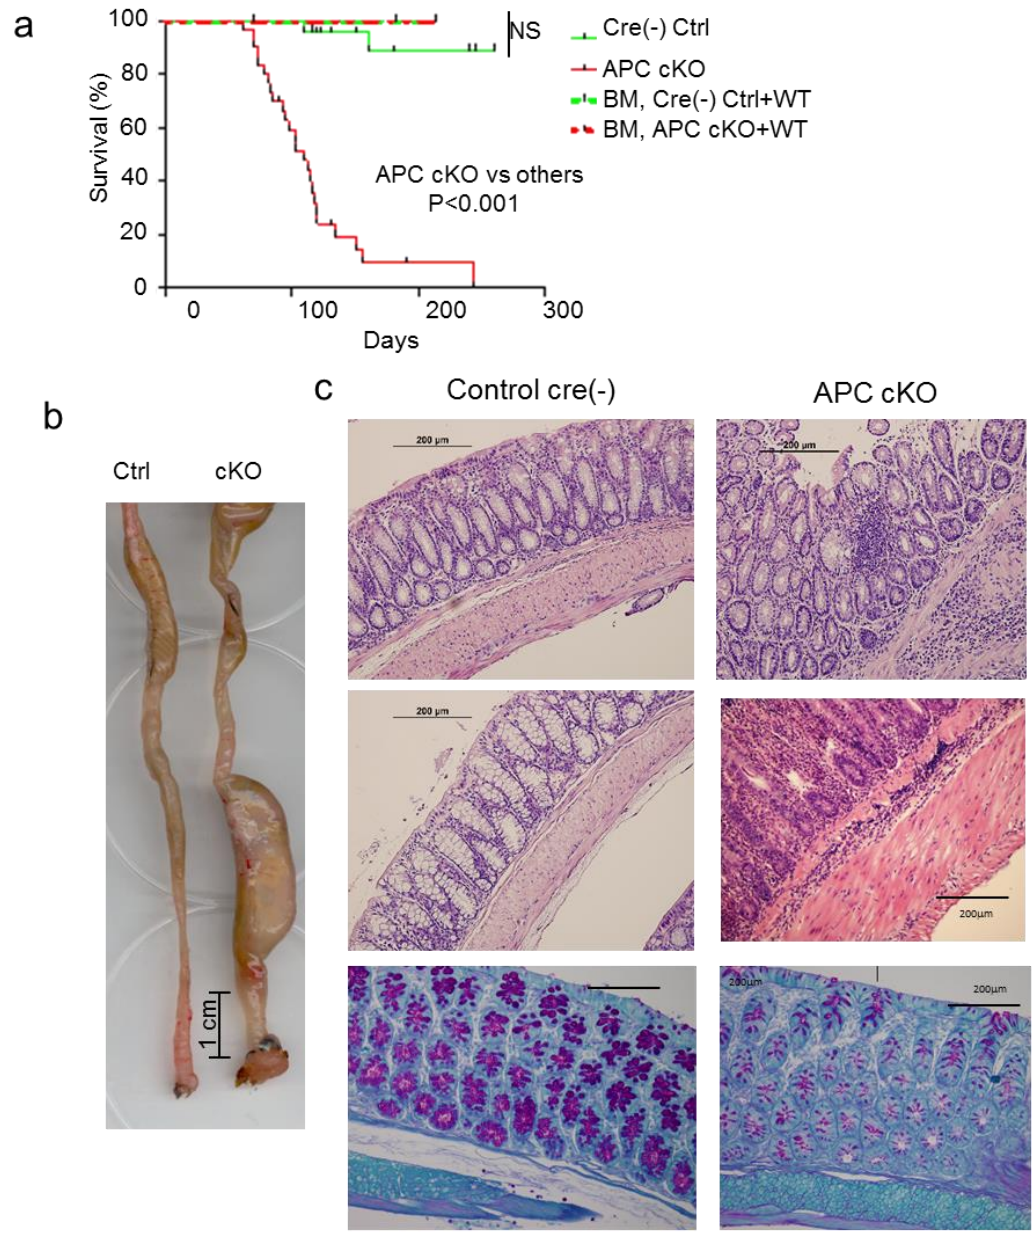 a
100
80
60
40
20
0
Survival (%)
0 100 200 300
Days
NS
Cre(-) Ctrl
APC cKO
BM, Cre(-) Ctrl+WT
BM, APC cKO+WT
APC cKO vs others
P<0.001
b
Ctrl cKO
1 cm
c
Control cre(-) APC cKO
200 µm
200 µm
200 µm
200µm
200µm
200µm